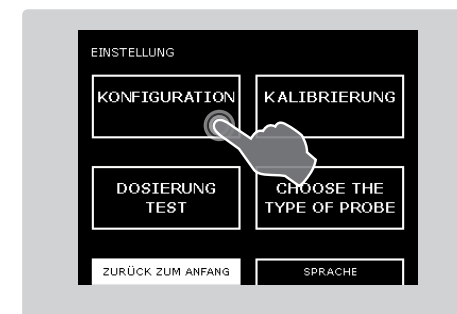 EINSTELLUNG
KONFIGURATION
KALIBRIERUNG
DOSIERUNG
TEST
CHOOSE THE
TYPE OF PROBE
ZURÜCK ZUM ANFANG
SPRACHE